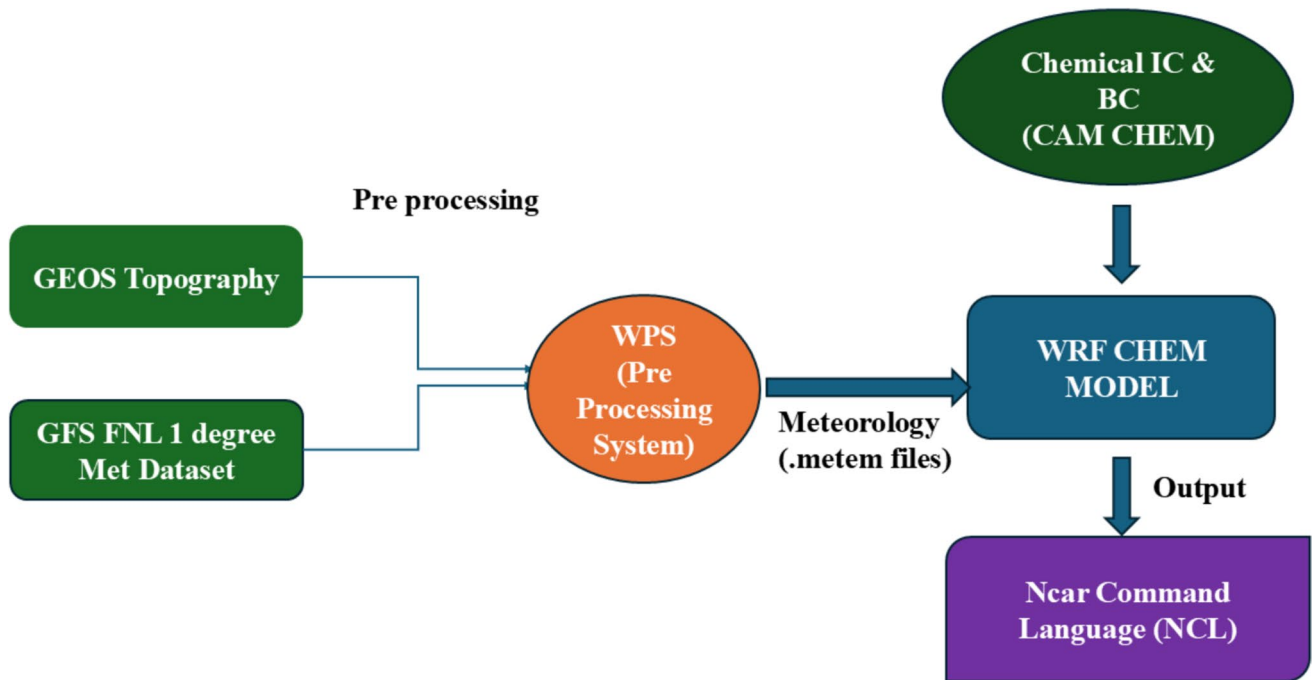 Chemical IC &
BC
(CAM CHEM)
Pre processing
GEOS Topography
GFS FNL 1 degree
Met Dataset
WPS
(Pre
Processing
System)
Meteorology
(.metem files)
WRF CHEM
MODEL
Output
Ncar Command
Language (NCL)